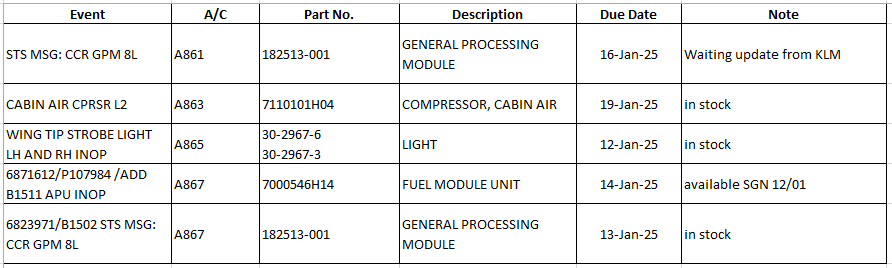 Event A/C Part No. Description Due Date Note
STS MSG: CCR GPM 8L A861 182513-001 GENERAL PROCESSING MODULE 16-Jan-25 Waiting update from KLM
CABIN AIR CPRSR L2 A863 7110101H04 COMPRESSOR, CABIN AIR 19-Jan-25 in stock
WING TIP STROBE LIGHT LH AND RH INOP A865 30-2967-6 30-2967-3 LIGHT 12-Jan-25 in stock
6871612/P107984 /ADD B1511 APU INOP A867 7000546H14 FUEL MODULE UNIT 14-Jan-25 available SGN 12/01
6823971/B1502 STS MSG: CCR GPM 8L A867 182513-001 GENERAL PROCESSING MODULE 13-Jan-25 in stock